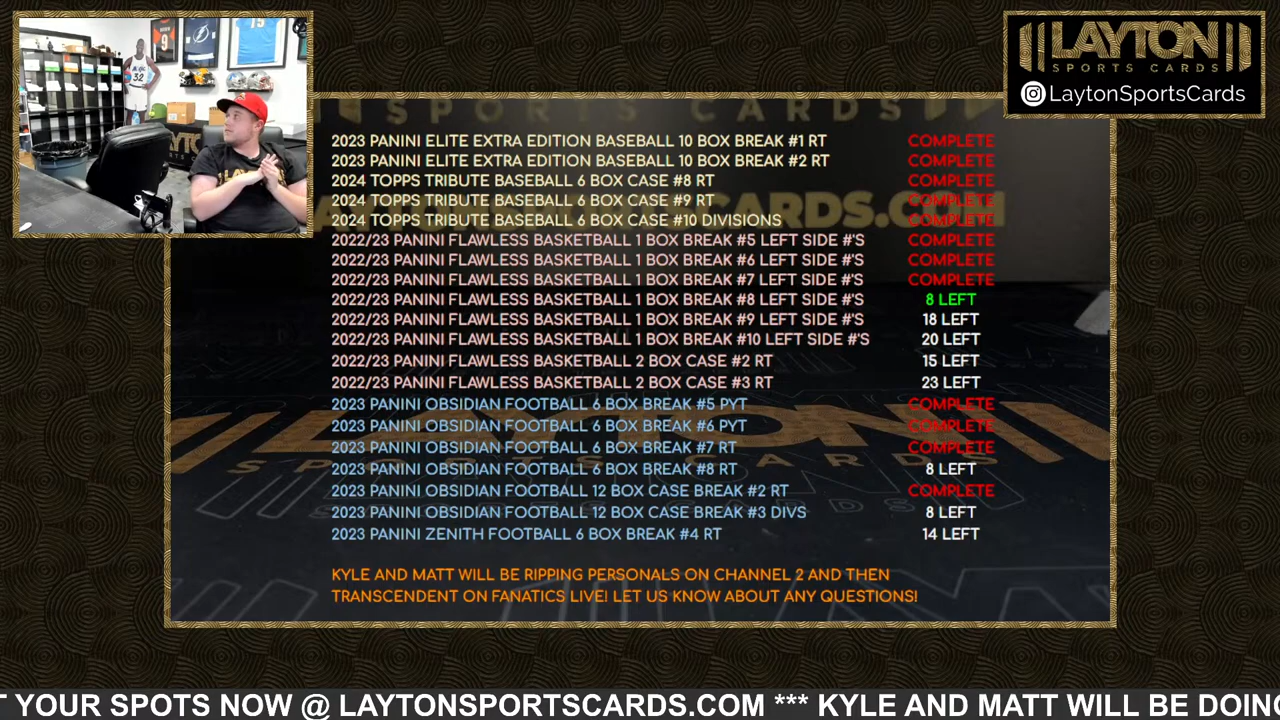 LAYTON
SPORTS CARDS
LaytonSportsCards
SPORTS CARDS
2023 PANINI ELITE EXTRA EDITION BASEBALL 10 BOX BREAK #1 RT COMPLETE
2023 PANINI ELITE EXTRA EDITION BASEBALL 10 BOX BREAK #2 RT COMPLETE
2024 TOPPS TRIBUTE BASEBALL 6 BOX CASE #8 RT COMPLETE
2024 TOPPS TRIBUTE BASEBALL 6 BOX CASE #9 RT COMPLETE
2024 TOPPS TRIBUTE BASEBALL 6 BOX CASE #10 DIVISIONS COMPLETE
2022/23 PANINI FLAWLESS BASKETBALL 1 BOX BREAK #5 LEFT SIDE #'S COMPLETE
2022/23 PANINI FLAWLESS BASKETBALL 1 BOX BREAK #6 LEFT SIDE #'S COMPLETE
2022/23 PANINI FLAWLESS BASKETBALL 1 BOX BREAK #7 LEFT SIDE #'S COMPLETE
2022/23 PANINI FLAWLESS BASKETBALL 1 BOX BREAK #8 LEFT SIDE #'S 8 LEFT
2022/23 PANINI FLAWLESS BASKETBALL 1 BOX BREAK #9 LEFT SIDE #'S 18 LEFT
2022/23 PANINI FLAWLESS BASKETBALL 1 BOX BREAK #10 LEFT SIDE #'S 20 LEFT
2022/23 PANINI FLAWLESS BASKETBALL 2 BOX CASE #2 RT 15 LEFT
2022/23 PANINI FLAWLESS BASKETBALL 2 BOX CASE #3 RT 23 LEFT
2023 PANINI OBSIDIAN FOOTBALL 6 BOX BREAK #5 PYT COMPLETE
2023 PANINI OBSIDIAN FOOTBALL 6 BOX BREAK #6 PYT COMPLETE
2023 PANINI OBSIDIAN FOOTBALL 6 BOX BREAK #7 RT COMPLETE
2023 PANINI OBSIDIAN FOOTBALL 6 BOX BREAK #8 RT 8 LEFT
2023 PANINI OBSIDIAN FOOTBALL 12 BOX CASE BREAK #2 RT COMPLETE
2023 PANINI OBSIDIAN FOOTBALL 12 BOX CASE BREAK #3 DIVS 8 LEFT
2023 PANINI ZENITH FOOTBALL 6 BOX BREAK #4 RT 14 LEFT
KYLE AND MATT WILL BE RIPPING PERSONALS ON CHANNEL 2 AND THEN
TRANSCENDENT ON FANATICS LIVE! LET US KNOW ABOUT ANY QUESTIONS!
T YOUR SPOTS NOW @ LAYTONSPORTSCARDS.COM *** KYLE AND MATT WILL BE DOING